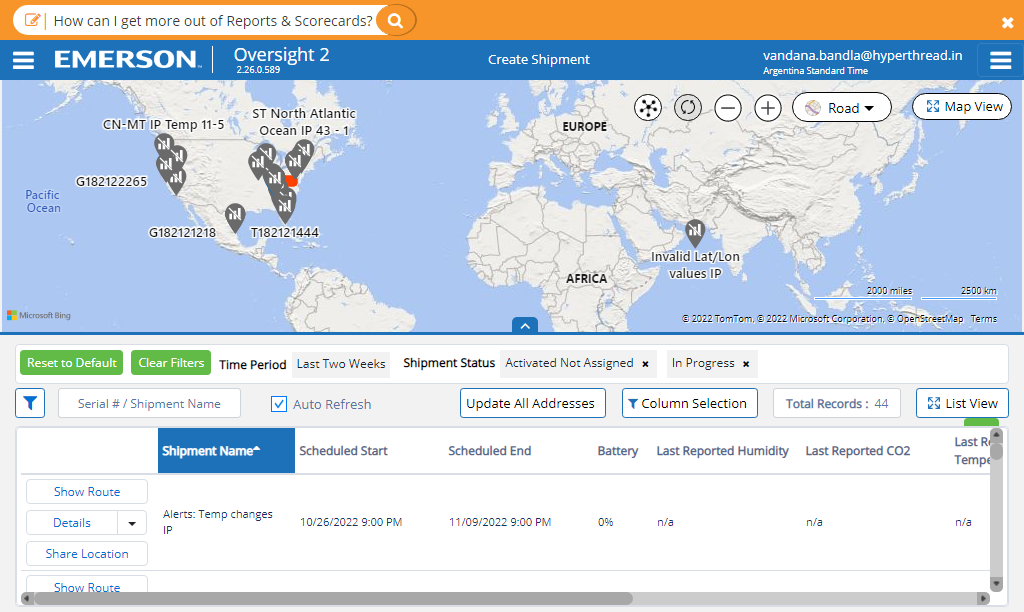 How can I get more out of Reports & Scorecards?
EMERSON
Oversight 2
2.26.0.589
Create Shipment
vandana.bandla@hyperthread.in
Argentina Standard Time
CN-MT IP Temp 11-5
ST North Atlantic
Ocean IP 43 - 1
EUROPE
Road
Map View
G182122265
Pacific
Ocean
G182121218
T182121444
Invalid Lat/Lon
values IP
AFRICA
2000 miles
2500 km
Microsoft Bing
© 2022 TomTom, © 2022 Microsoft Corporation, © OpenStreetMap Terms
Reset to Default
Clear Filters
Time Period
Last Two Weeks
Shipment Status
Activated Not Assigned ×
In Progress ×
Serial # / Shipment Name
Auto Refresh
Update All Addresses
Column Selection
Total Records : 44
List View
Shipment Name
Scheduled Start
Scheduled End
Battery
Last Reported Humidity
Last Reported CO2
Last Re
Tempe
Show Route
Details
Share Location
Alerts: Temp changes
IP
10/26/2022 9:00 PM
11/09/2022 9:00 PM
0%
n/a
n/a
n/a
Show Route